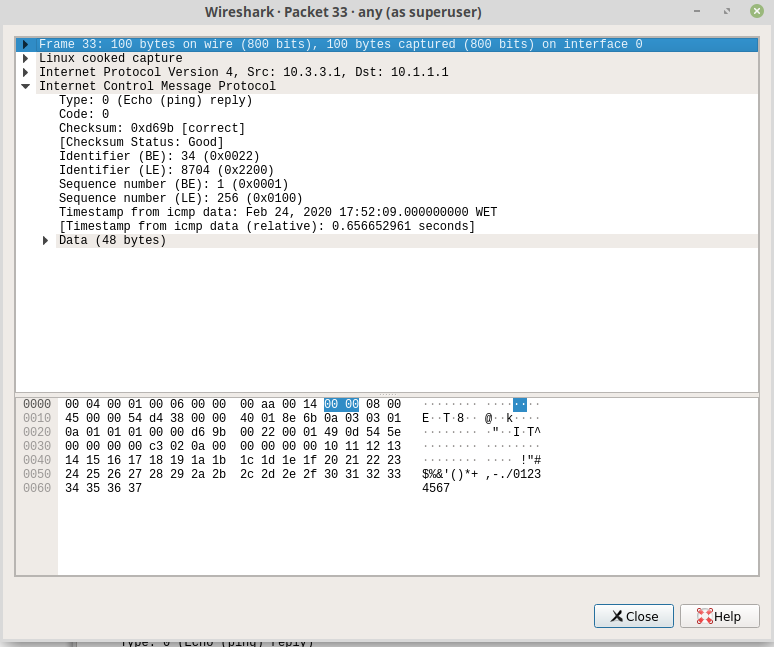 Wireshark · Packet 33 · any (as superuser)
Frame 33: 100 bytes on wire (800 bits), 100 bytes captured (800 bits) on interface 0
Linux cooked capture
Internet Protocol Version 4, Src: 10.3.3.1, Dst: 10.1.1.1
Internet Control Message Protocol
Type: 0 (Echo (ping) reply)
Code: 0
Checksum: 0xd69b [correct]
[Checksum Status: Good]
Identifier (BE): 34 (0x0022)
Identifier (LE): 8704 (0x2200)
Sequence number (BE): 1 (0x0001)
Sequence number (LE): 256 (0x0100)
Timestamp from icmp data: Feb 24, 2020 17:52:09.000000000 WET
[Timestamp from icmp data (relative): 0.656652961 seconds]
Data (48 bytes)
0000 00 04 00 01 00 06 00 00 00 aa 00 14 00 00 08 00 ········ ········
0010 45 00 00 54 d4 38 00 00 40 01 8e 6b 0a 03 03 01 E··T·8·· @··k····
0020 0a 01 01 01 00 00 d6 9b 00 22 00 01 49 0d 54 5e ········ ·"··I·T^
0030 00 00 00 00 c3 02 0a 00 00 00 00 00 10 11 12 13 ········ ········
0040 14 15 16 17 18 19 1a 1b 1c 1d 1e 1f 20 21 22 23 ········ ···· !"#
0050 24 25 26 27 28 29 2a 2b 2c 2d 2e 2f 30 31 32 33 $%&'()*+ ,-./0123
0060 34 35 36 37 4567
Close Help
Type: 0 (Echo (ping) reply)